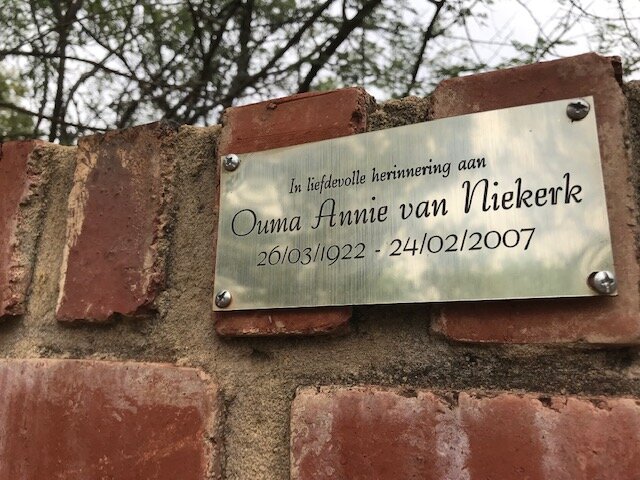 In liefdevolle herinnering aan
Ouma Annie van Niekerk
26/03/1922 - 24/02/2007